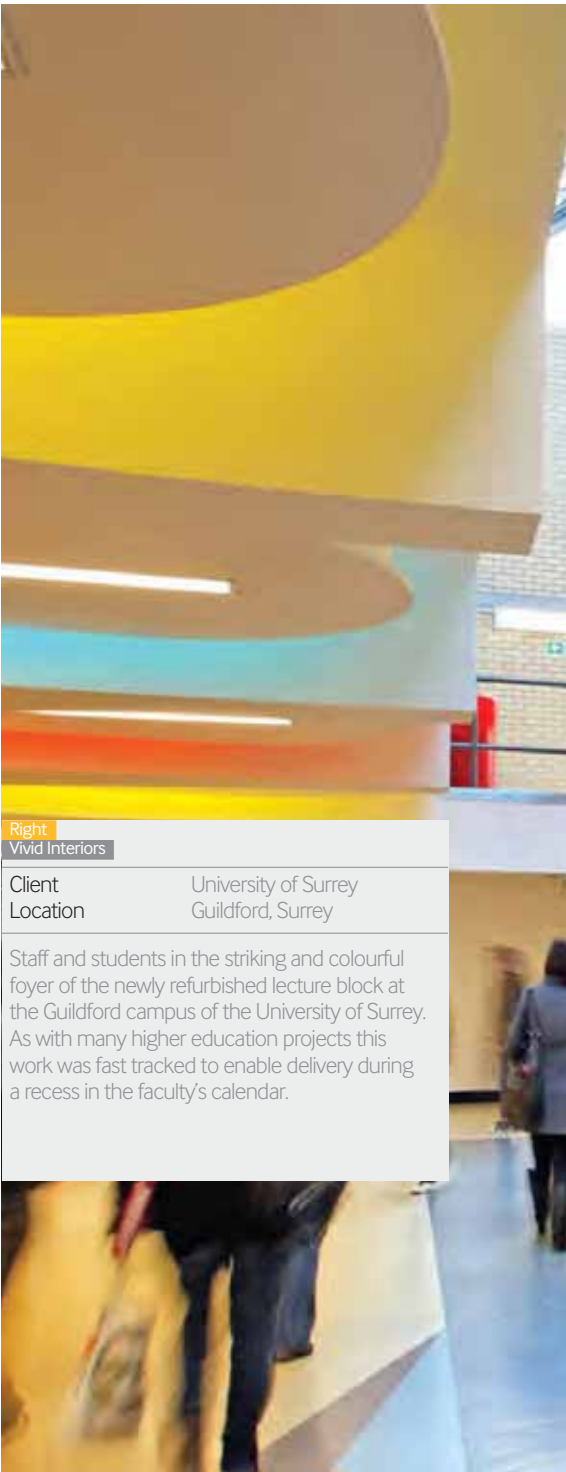 Right
Vivid Interiors
Client University of Surrey
Location Guildford, Surrey
Staff and students in the striking and colourful
foyer of the newly refurbished lecture block at
the Guildford campus of the University of Surrey.
As with many higher education projects this
work was fast tracked to enable delivery during
a recess in the faculty's calendar.